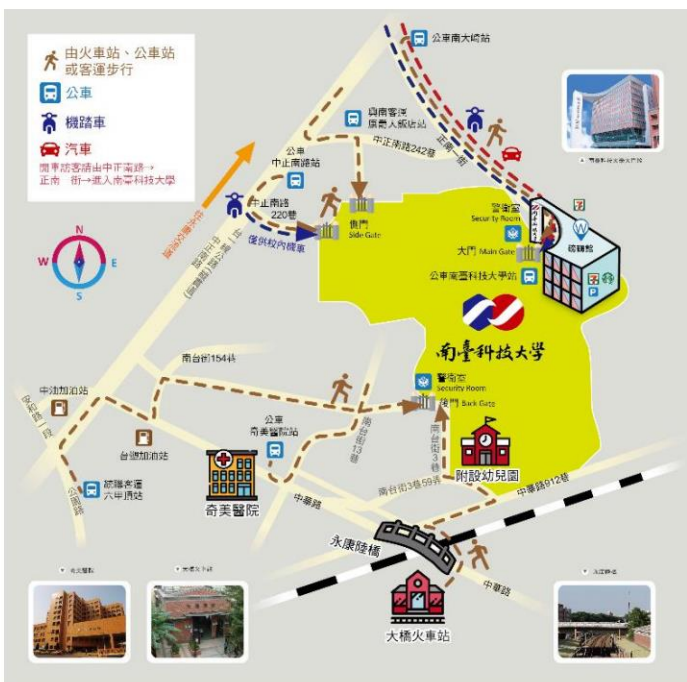 由火車站、公車站
或客運步行
公車
機踏車
汽車
開車訪客請由中正南路→
正南一街→進入南臺科技大學
公車南大崎站
興南客運
中正南路242巷
正南一街
公車
中正南路站
中正南路
220巷
僅供校內機車
側門
Side Gate
警衛室
Security Room
大門 Main Gate
公車南臺科技大學站
N
W
E
S
南臺科技大學
南台街154巷
中油加油站
台塑加油站
公車
奇美醫院站
南台街13巷
警衛室
Security Room
後門 Back Gate
南台街3巷
附設幼兒園
南台街3巷59弄
中華路912巷
奇美醫院
中華路
永康陸橋
中華路
大橋火車站
統聯客運
六甲頂站
公園路